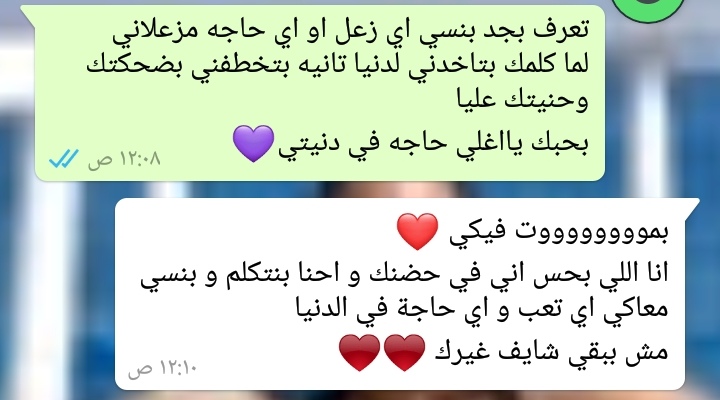 تعرف بجد بنسي اي زعل او اي حاجه مزعلاني
لما كلمك بتاخدني لدنيا تانيه بتخطفني بضحكتك
وحنيتك عليا
بحبك يااغلي حاجه في دنيتي💜
١٢:٠٨ ص
بمووووووووت فيكي ❤️
انا اللي بحس اني في حضنك و احنا بنتكلم و بنسي
معاكي اي تعب و اي حاجة في الدنيا
مش ببقي شايف غيرك ♥️♥️
١٢:١٠ ص